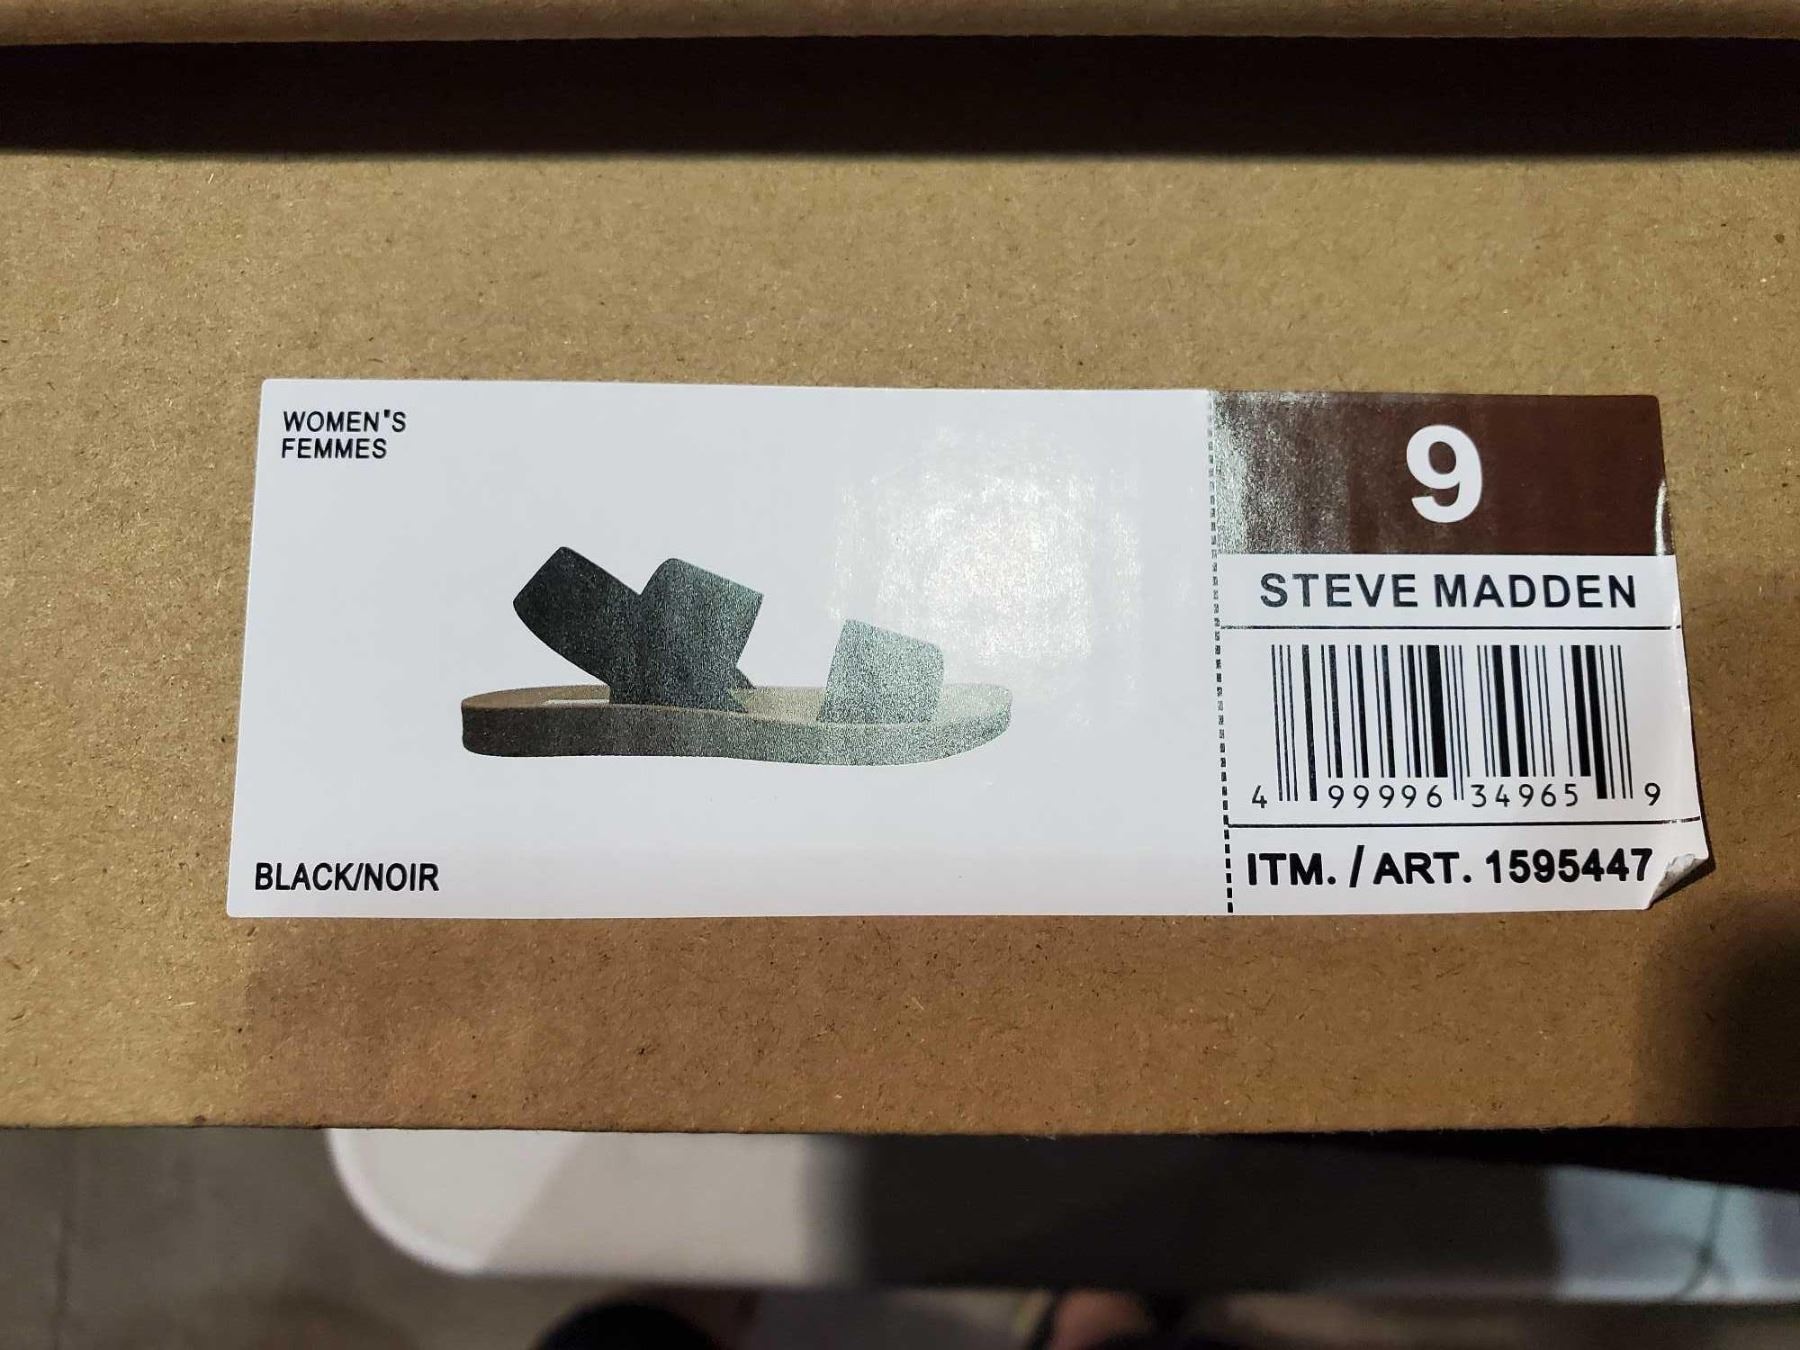 WOMEN'S
FEMMES
BLACK/NOIR
9
STEVE MADDEN
4 99996 34965 9
ITM. / ART. 1595447